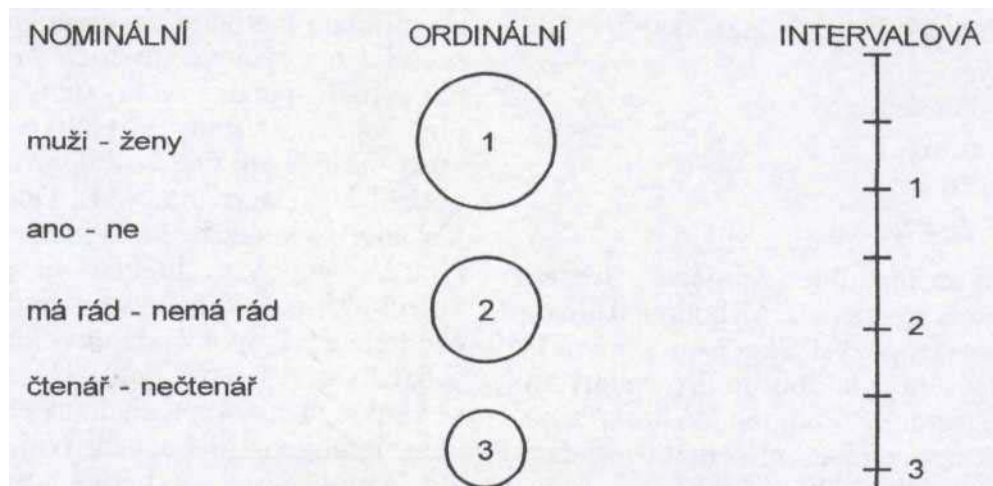 NOMINÁLNÍ ORDINÁLNÍ INTERVALOVÁ
muži - ženy
ano - ne
má rád - nemá rád
čtenář - nečtenář
1
2
3
1
2
3